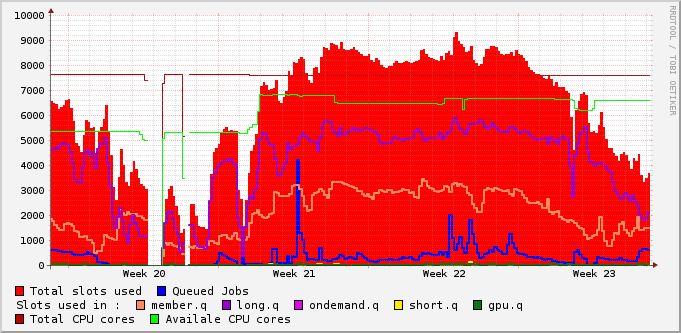 10000
9000
8000
7000
6000
5000
4000
3000
2000
1000
0
Week 20 Week 21 Week 22 Week 23
Total slots used Queued Jobs
Slots used in : member.q long.q ondemand.q short.q gpu.q
Total CPU cores Availale CPU cores
RRDTOOL / TOBI OETIKER